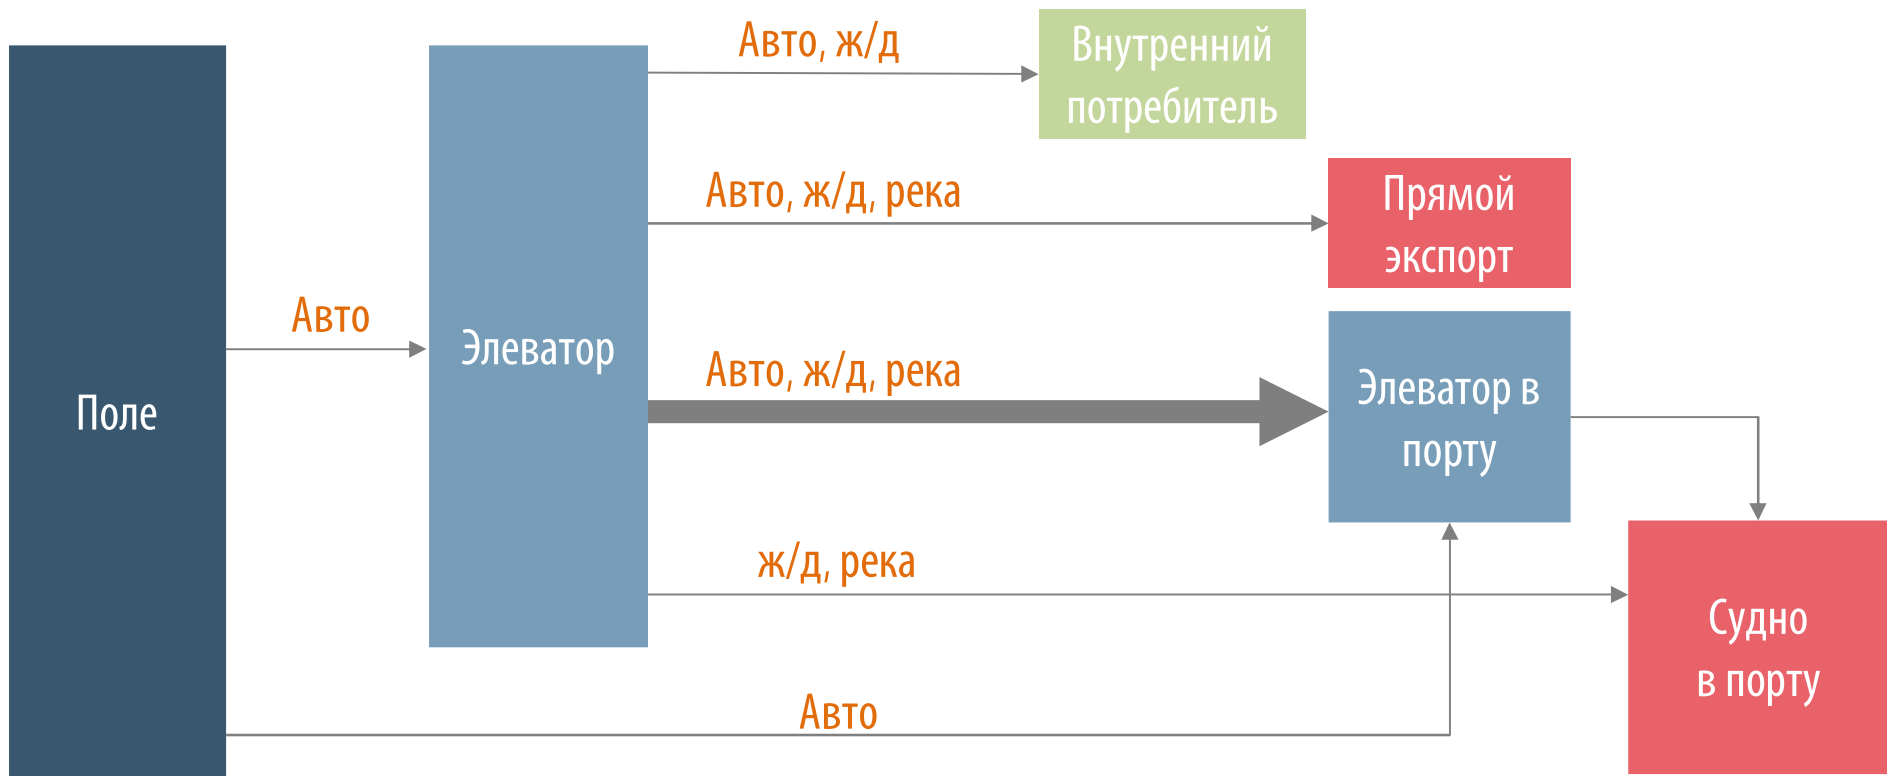 Авто, ж/д
Внутренний
потребитель
Авто, ж/д, река
Прямой
экспорт
Авто
Элеватор
Авто, ж/д, река
Элеватор в
порту
Поле
ж/д, река
Судно
в порту
Авто